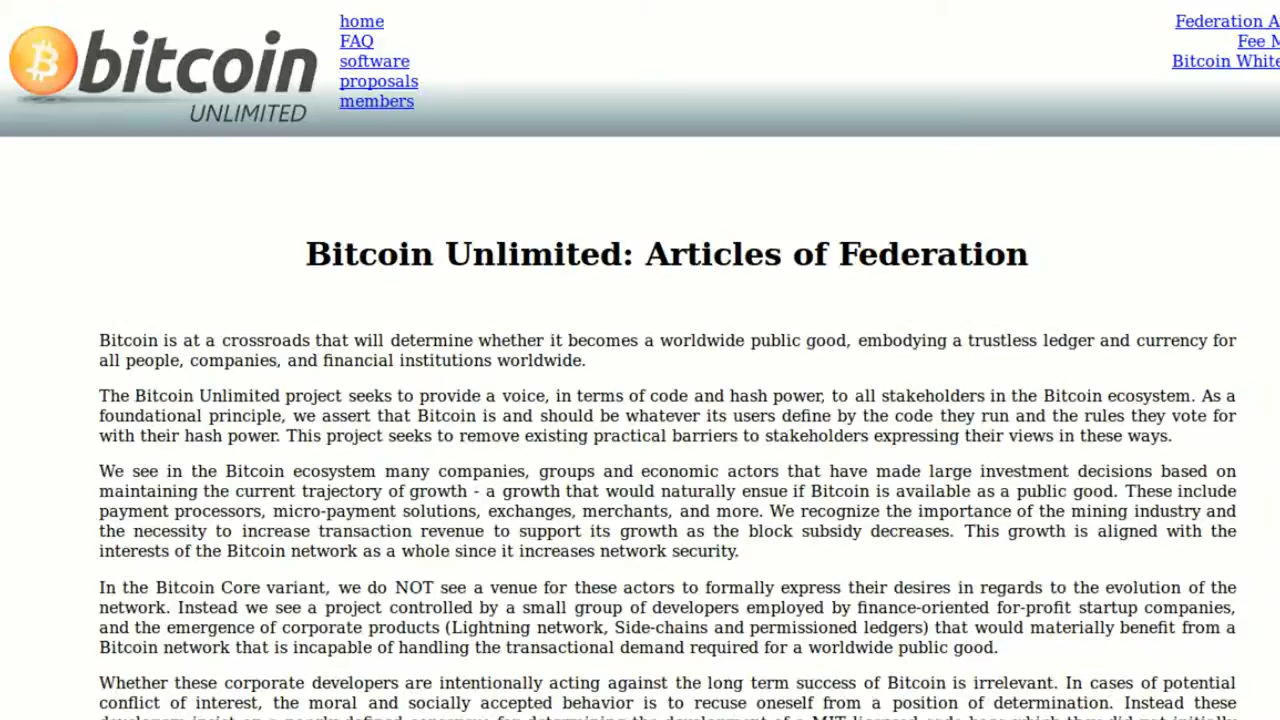 bitcoin
UNLIMITED
home
FAQ
software
proposals
members
Federation A
Fee M
Bitcoin White
Bitcoin Unlimited: Articles of Federation
Bitcoin is at a crossroads that will determine whether it becomes a worldwide public good, embodying a trustless ledger and currency for
all people, companies, and financial institutions worldwide.
The Bitcoin Unlimited project seeks to provide a voice, in terms of code and hash power, to all stakeholders in the Bitcoin ecosystem. As a
foundational principle, we assert that Bitcoin is and should be whatever its users define by the code they run and the rules they vote for
with their hash power. This project seeks to remove existing practical barriers to stakeholders expressing their views in these ways.
We see in the Bitcoin ecosystem many companies, groups and economic actors that have made large investment decisions based on
maintaining the current trajectory of growth - a growth that would naturally ensue if Bitcoin is available as a public good. These include
payment processors, micro-payment solutions, exchanges, merchants, and more. We recognize the importance of the mining industry and
the necessity to increase transaction revenue to support its growth as the block subsidy decreases. This growth is aligned with the
interests of the Bitcoin network as a whole since it increases network security.
In the Bitcoin Core variant, we do NOT see a venue for these actors to formally express their desires in regards to the evolution of the
network. Instead we see a project controlled by a small group of developers employed by finance-oriented for-profit startup companies,
and the emergence of corporate products (Lightning network, Side-chains and permissioned ledgers) that would materially benefit from a
Bitcoin network that is incapable of handling the transactional demand required for a worldwide public good.
Whether these corporate developers are intentionally acting against the long term success of Bitcoin is irrelevant. In cases of potential
conflict of interest, the moral and socially accepted behavior is to recuse oneself from a position of determination. Instead these